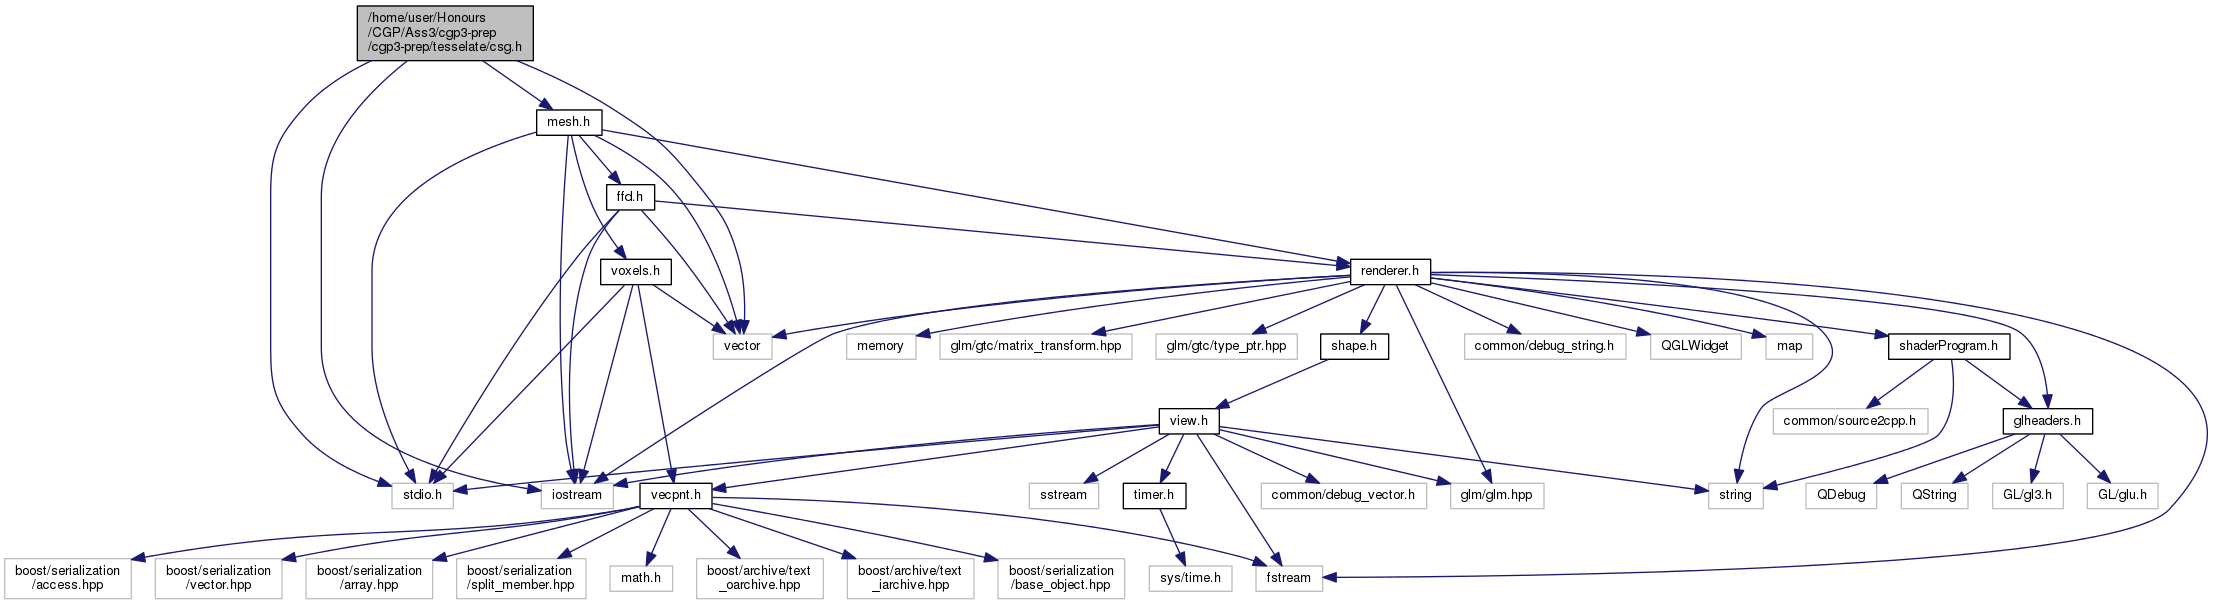 /home/user/Honours
/CGP/Ass3/cgp3-prep
/cgp3-prep/tesselate/csg.h
mesh.h
ffd.h
voxels.h
renderer.h
vector
memory
glm/gtc/matrix_transform.hpp
glm/gtc/type_ptr.hpp
shape.h
common/debug_string.h
QGLWidget
map
shaderProgram.h
view.h
common/source2cpp.h
glheaders.h
stdio.h
iostream
vecpnt.h
sstream
timer.h
common/debug_vector.h
glm/glm.hpp
string
QDebug
QString
GL/gl3.h
GL/glu.h
boost/serialization
/access.hpp
boost/serialization
/vector.hpp
boost/serialization
/array.hpp
boost/serialization
/split_member.hpp
math.h
boost/archive/text
_oarchive.hpp
boost/archive/text
_iarchive.hpp
boost/serialization
/base_object.hpp
sys/time.h
fstream